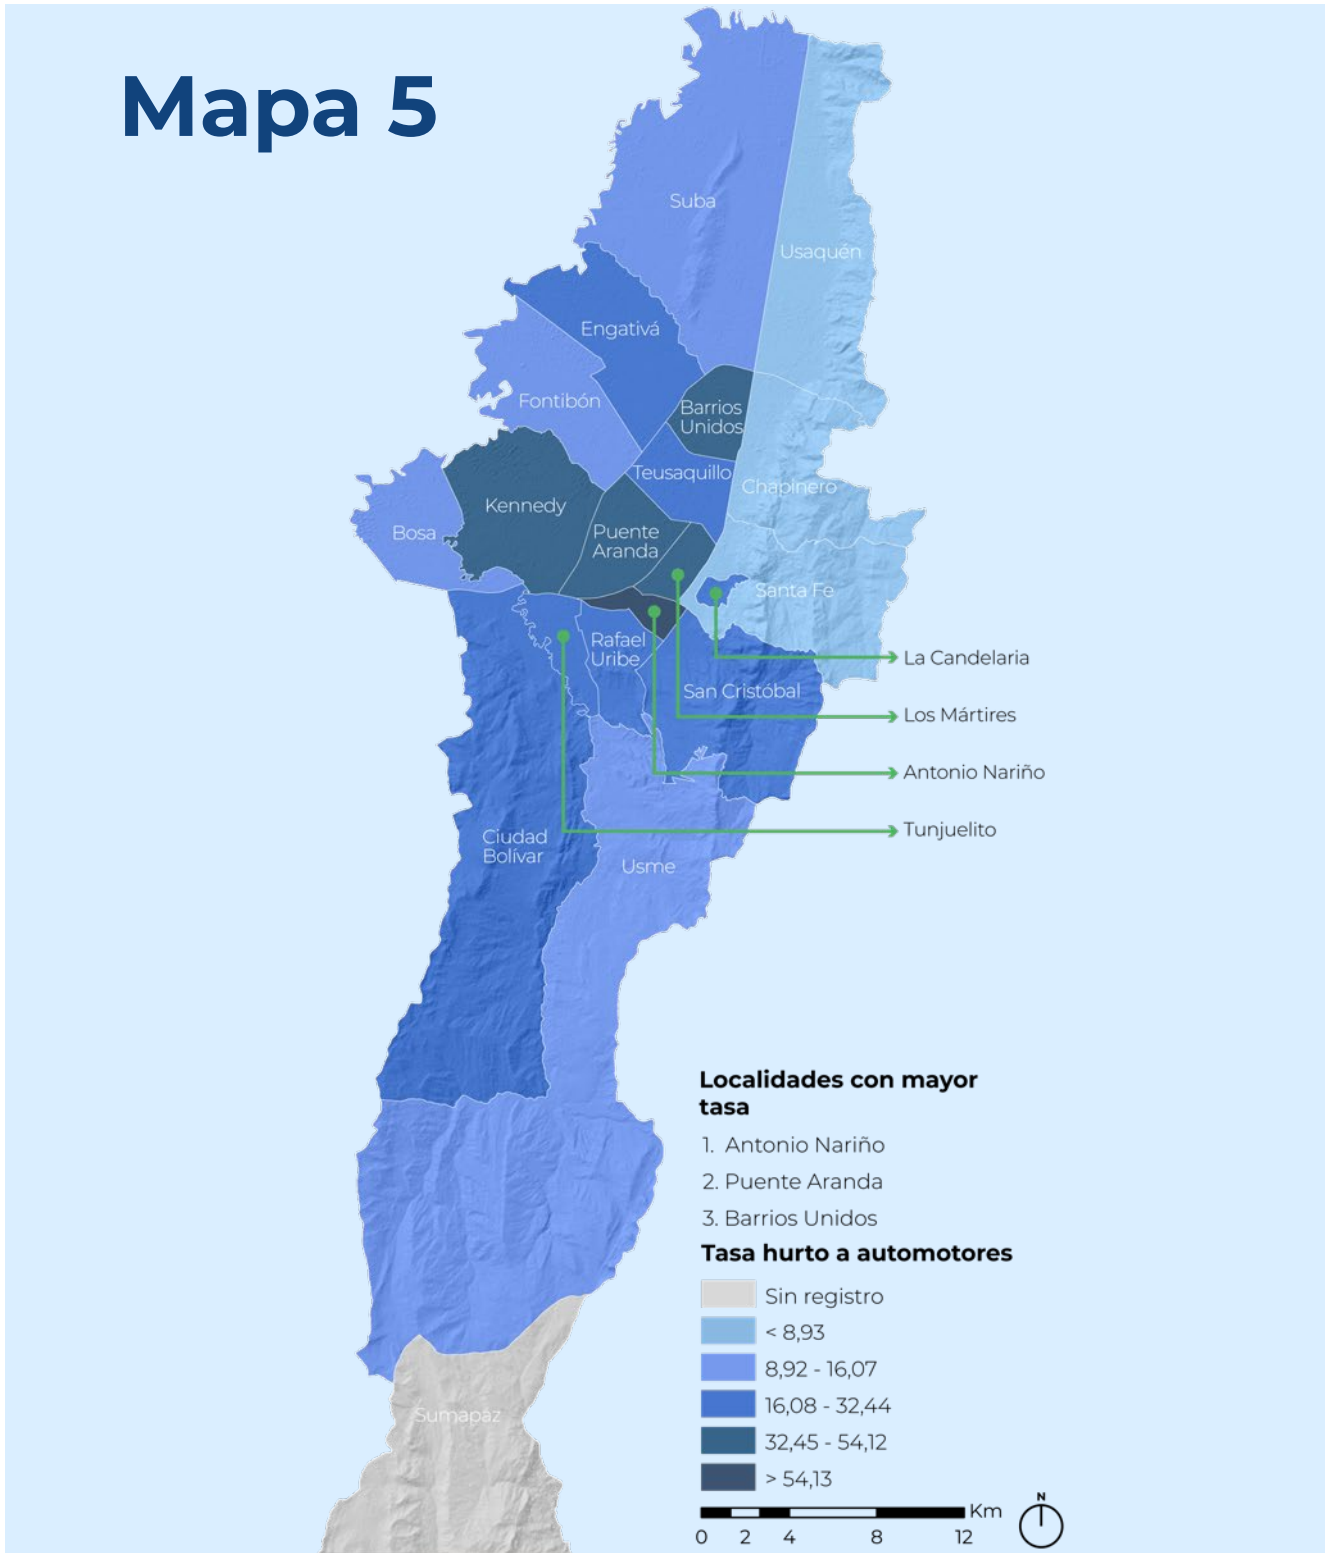 Mapa 5
Suba
Usaquén
Engativá
Fontibón
Barrios
Unidos
Teusaquillo
Chapinero
Kennedy
Puente
Aranda
Bosa
Santa Fe
Rafael
Uribe
La Candelaria
San Cristóbal
Los Mártires
Antonio Nariño
Tunjuelito
Ciudad
Bolívar
Usme
Localidades con mayor
tasa
1. Antonio Nariño
2. Puente Aranda
3. Barrios Unidos
Tasa hurto a automotores
Sin registro
< 8,93
8,92 - 16,07
16,08 - 32,44
32,45 - 54,12
> 54,13
Sumapáz
Km
0 2 4 8 12
N